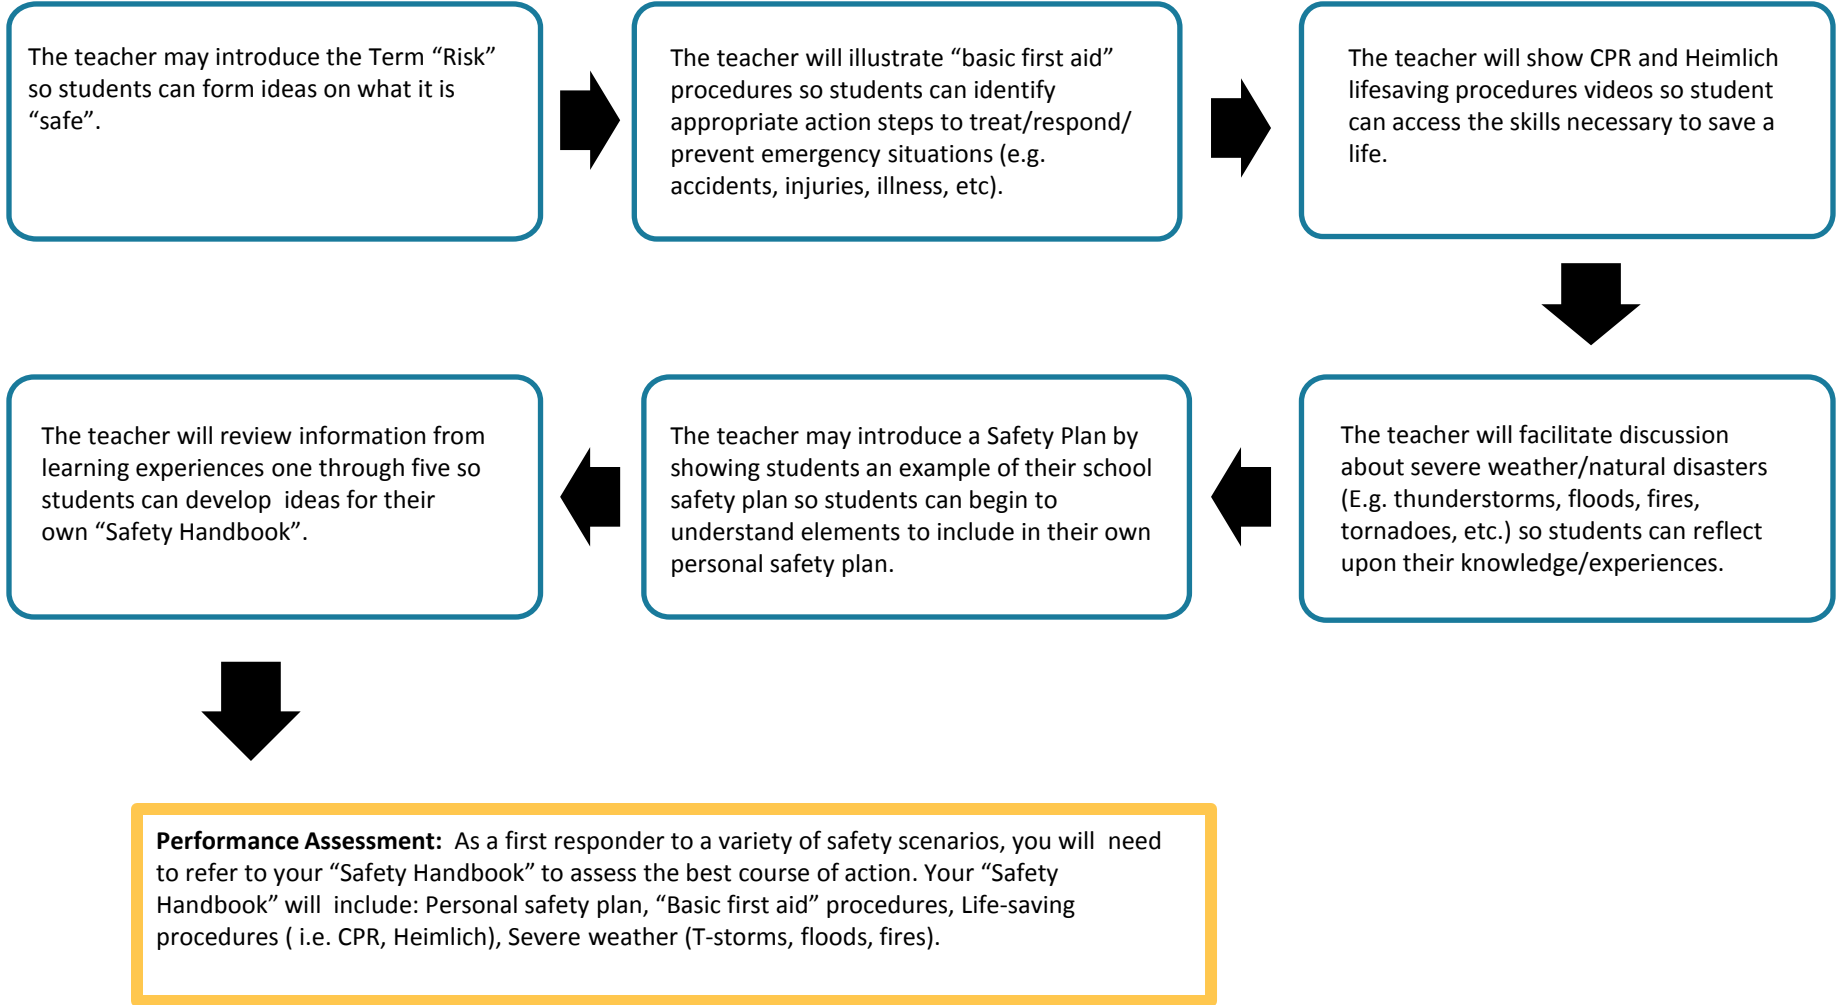 The teacher may introduce the Term “Risk”
so students can form ideas on what it is
“safe”.
The teacher will illustrate “basic first aid”
procedures so students can identify
appropriate action steps to treat/respond/
prevent emergency situations (e.g.
accidents, injuries, illness, etc).
The teacher will show CPR and Heimlich
lifesaving procedures videos so student
can access the skills necessary to save a
life.
The teacher will facilitate discussion
about severe weather/natural disasters
(E.g. thunderstorms, floods, fires,
tornadoes, etc.) so students can reflect
upon their knowledge/experiences.
The teacher may introduce a Safety Plan by
showing students an example of their school
safety plan so students can begin to
understand elements to include in their own
personal safety plan.
The teacher will review information from
learning experiences one through five so
students can develop  ideas for their
own “Safety Handbook”.
Performance Assessment:  As a first responder to a variety of safety scenarios, you will  need
to refer to your “Safety Handbook” to assess the best course of action. Your “Safety
Handbook” will  include: Personal safety plan, “Basic first aid” procedures, Life-saving
procedures ( i.e. CPR, Heimlich), Severe weather (T-storms, floods, fires).